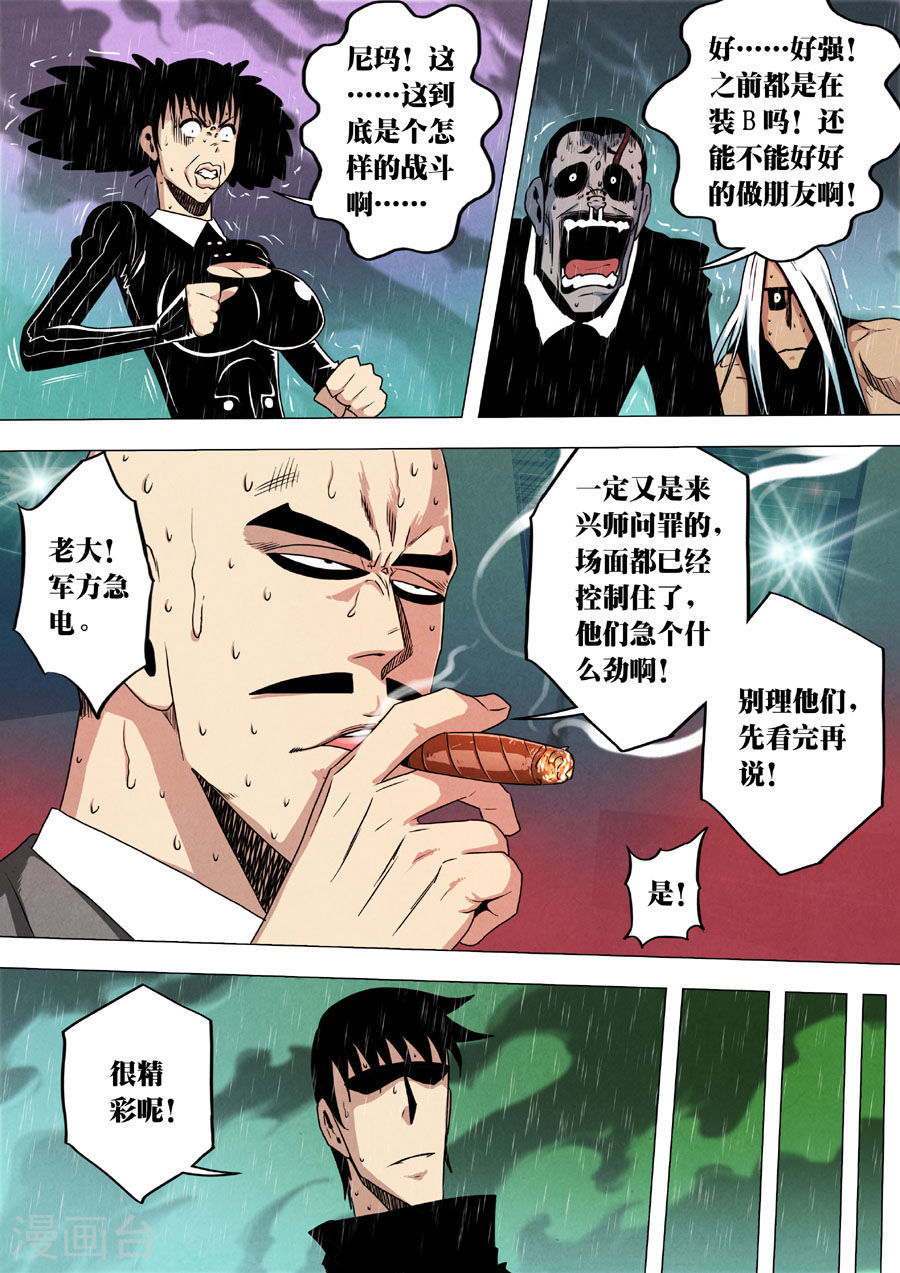 尼玛！这
……这到
底是个怎
样的战斗
啊……
好……好强！
之前都是在
装B吗！还
能不能好好
的做朋友啊！
老大！
军方急
电。
一定又是来
兴师问罪的，
场面都已经
控制住了，
他们急个什
么劲啊！
别理他们，
先看完再
说！
是！
很精
彩呢！
漫画台